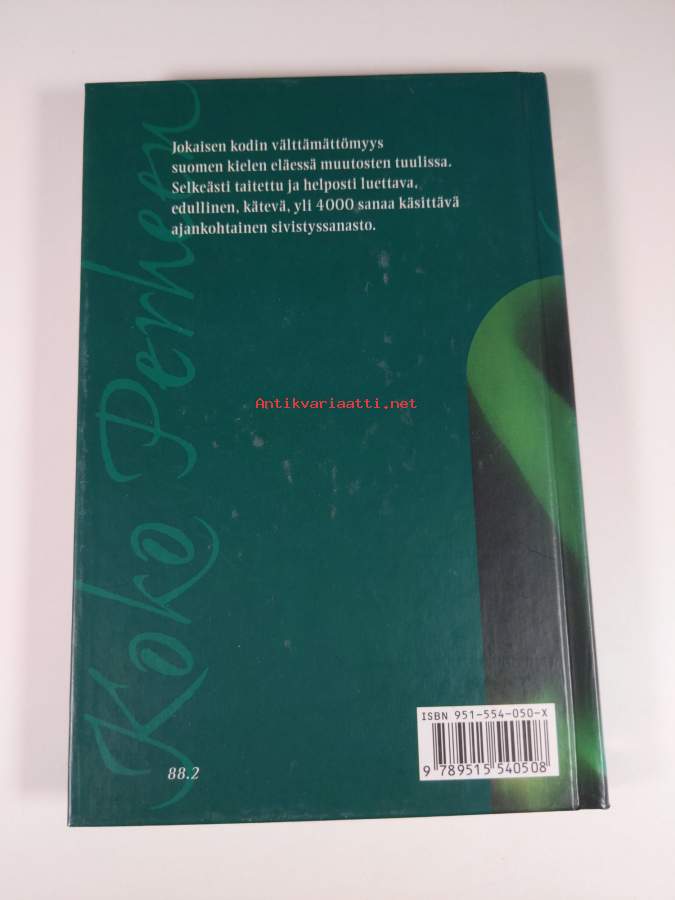 Jokaisen kodin välttämättömyys
suomen kielen eläessä muutosten tuulissa.
Selkeästi taitettu ja helposti luettava,
edullinen, kätevä, yli 4000 sanaa käsittävä
ajankohtainen sivistyssanasto.
Koko Perheen
Antikvariaatti.net
88.2
ISBN 951-554-050-X
9 789515 540508